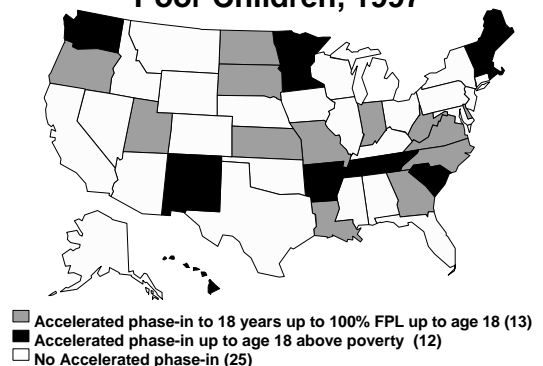 Poor Children, 1997
Accelerated phase-in to 18 years up to 100% FPL up to age 18 (13)
Accelerated phase-in up to age 18 above poverty (12)
No Accelerated phase-in (25)